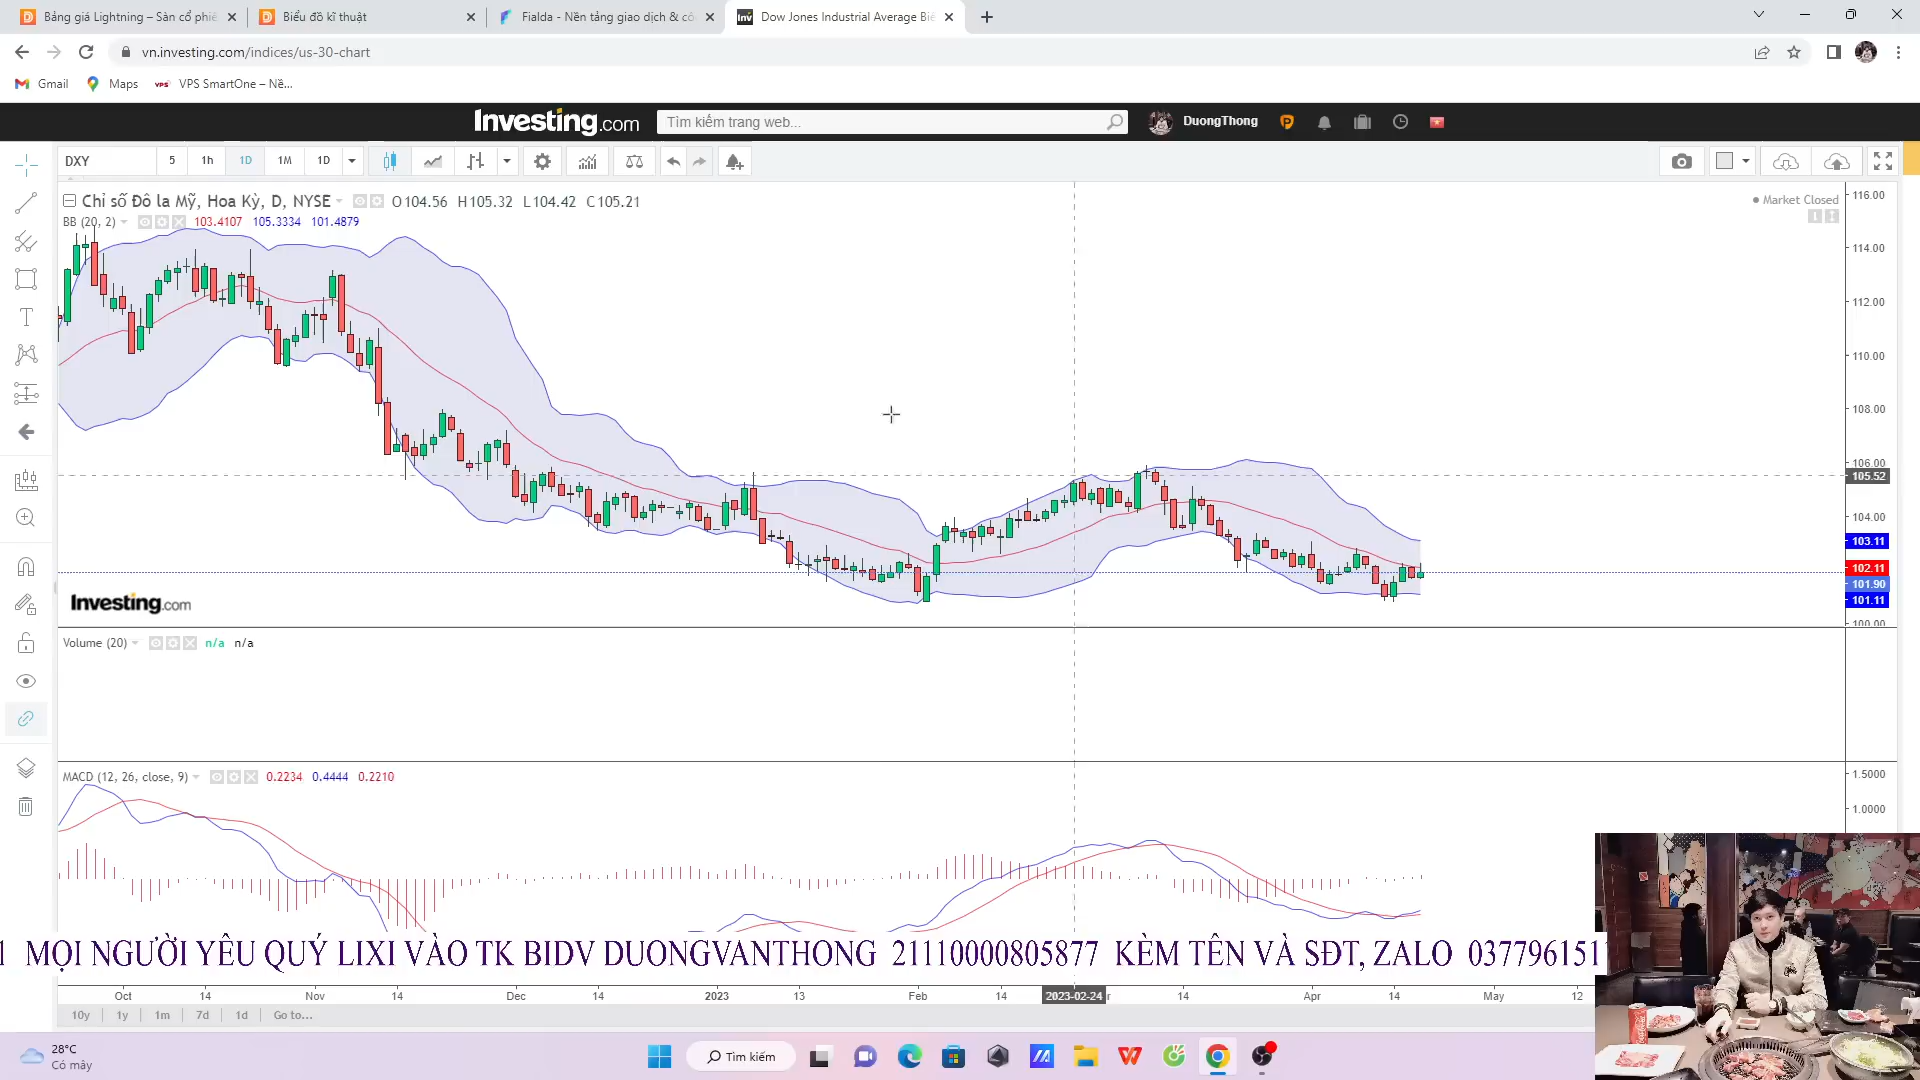 Bảng giá Lightning – Sàn cổ phiế
Biểu đồ kĩ thuật
Fialda - Nền tảng giao dịch & cô
Dow Jones Industrial Average Biể
vn.investing.com/indices/us-30-chart
Gmail
Maps
VPS SmartOne – Nề...
Investing.com
Tìm kiếm trang web...
DuongThong
DXY
5
1h
1D
1M
1D
Chỉ số Đô la Mỹ, Hoa Kỳ, D, NYSE
O104.56 H105.32 L104.42 C105.21
Market Closed
BB (20, 2)
103.4107 105.3334 101.4879
116.00
114.00
112.00
110.00
108.00
106.00
105.52
104.00
103.11
102.11
101.90
101.11
100.00
Investing.com
Volume (20)
n/a n/a
MACD (12, 26, close, 9)
0.2234 0.4444 0.2210
1.5000
1.0000
1 MỌI NGƯỜI YÊU QUÝ LIXI VÀO TK BIDV DUONGVANTHONG 21110000805877 KÈM TÊN VÀ SĐT, ZALO 037796151
Oct 14 Nov 14 Dec 14 2023 13 Feb 14 2023-02-24 14 Apr 14 May 12
10y 1y 1m 7d 1d Go to...
28°C
Có mây
Tìm kiếm